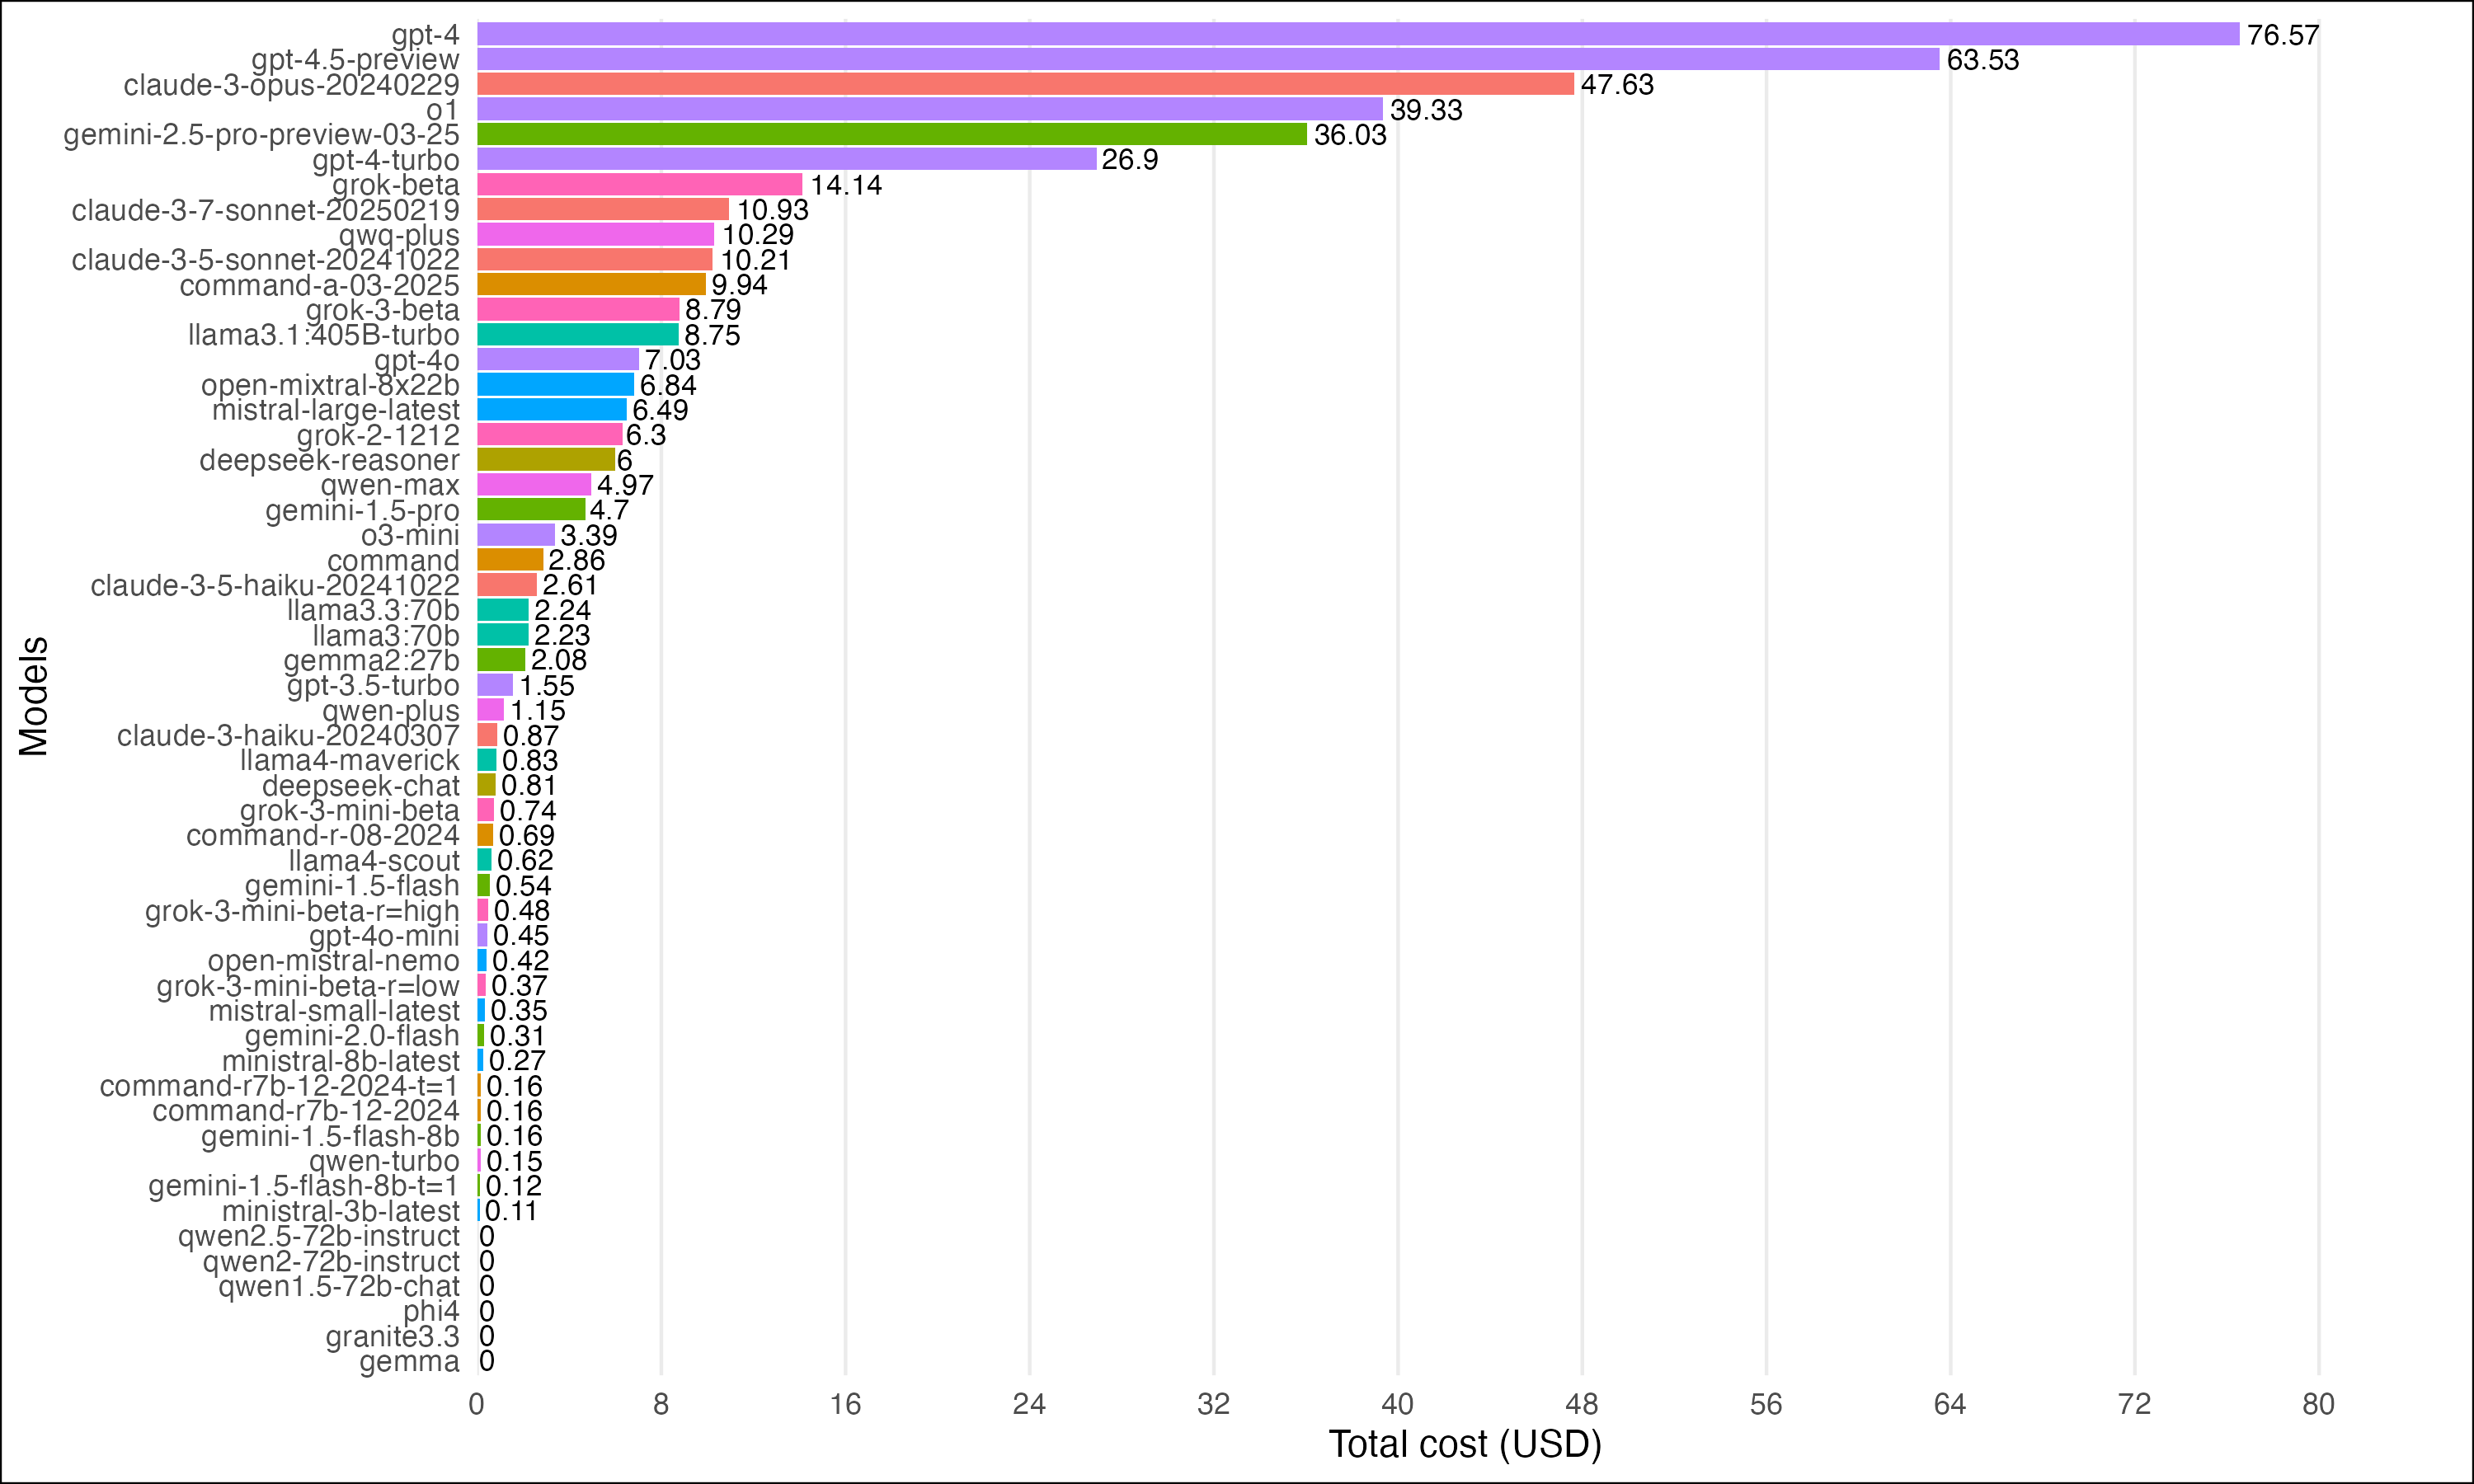 gpt-4 76.57
gpt-4.5-preview 63.53
claude-3-opus-20240229 47.63
o1 39.33
gemini-2.5-pro-preview-03-25 36.03
gpt-4-turbo 26.9
grok-beta 14.14
claude-3-7-sonnet-20250219 10.93
qwq-plus 10.29
claude-3-5-sonnet-20241022 10.21
command-a-03-2025 9.94
grok-3-beta 8.79
llama3.1:405B-turbo 8.75
gpt-4o 7.03
open-mixtral-8x22b 6.84
mistral-large-latest 6.49
grok-2-1212 6.3
deepseek-reasoner 6
qwen-max 4.97
gemini-1.5-pro 4.7
o3-mini 3.39
command 2.86
claude-3-5-haiku-20241022 2.61
llama3.3:70b 2.24
llama3:70b 2.23
gemma2:27b 2.08
gpt-3.5-turbo 1.55
qwen-plus 1.15
claude-3-haiku-20240307 0.87
llama4-maverick 0.83
deepseek-chat 0.81
grok-3-mini-beta 0.74
command-r-08-2024 0.69
llama4-scout 0.62
gemini-1.5-flash 0.54
grok-3-mini-beta-r=high 0.48
gpt-4o-mini 0.45
open-mistral-nemo 0.42
grok-3-mini-beta-r=low 0.37
mistral-small-latest 0.35
gemini-2.0-flash 0.31
ministral-8b-latest 0.27
command-r7b-12-2024-t=1 0.16
command-r7b-12-2024 0.16
gemini-1.5-flash-8b 0.16
qwen-turbo 0.15
gemini-1.5-flash-8b-t=1 0.12
ministral-3b-latest 0.11
qwen2.5-72b-instruct 0
qwen2-72b-instruct 0
qwen1.5-72b-chat 0
phi4 0
granite3.3 0
gemma 0
0 8 16 24 32 40 48 56 64 72 80
Total cost (USD)
Models